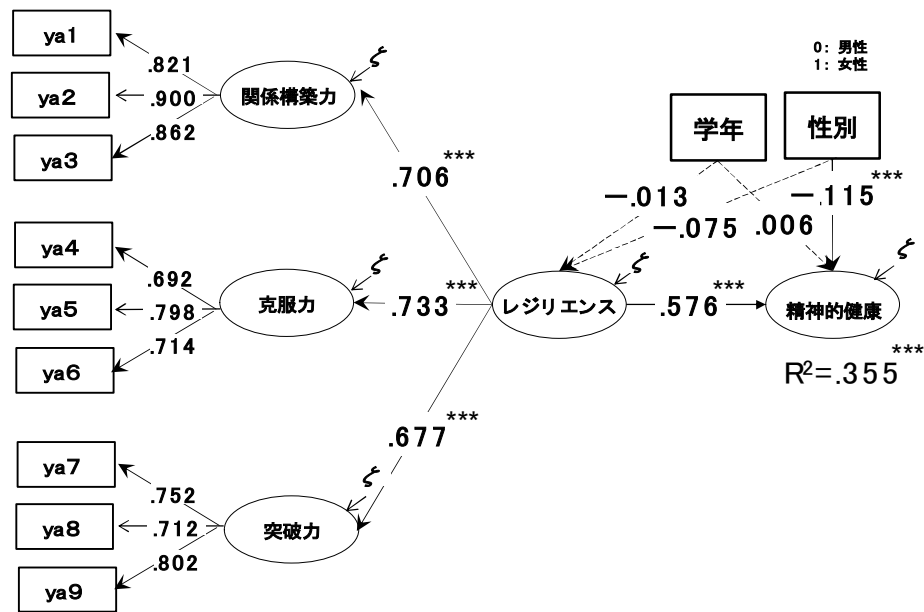 ya1
ya2
ya3
.821
.900
.862
関係構築力
ζ
.706***
ya4
ya5
ya6
.692
.798
.714
克服力
ζ
.733***
ya7
ya8
ya9
.752
.712
.802
突破力
ζ
.677***
0: 男性
1: 女性
学年
性別
−.013
−.075
.006
−.115***
レジリエンス
ζ
.576***
精神的健康
ζ
R²=.355***